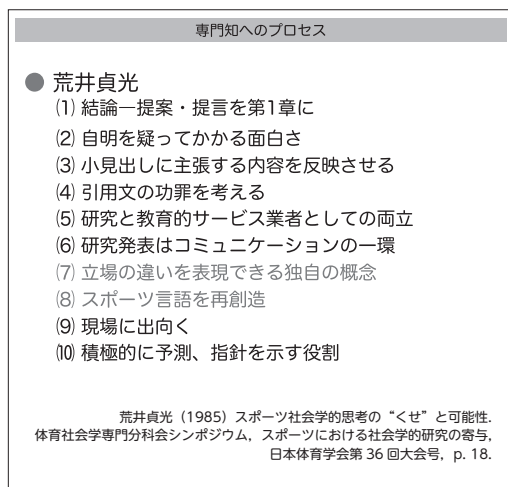 専門知へのプロセス
● 荒井貞光
⑴ 結論―提案・提言を第1章に
⑵ 自明を疑ってかかる面白さ
⑶ 小見出しに主張する内容を反映させる
⑷ 引用文の功罪を考える
⑸ 研究と教育的サービス業者としての両立
⑹ 研究発表はコミュニケーションの一環
⑺ 立場の違いを表現できる独自の概念
⑻ スポーツ言語を再創造
⑼ 現場に出向く
⑽ 積極的に予測、指針を示す役割
荒井貞光（1985）スポーツ社会学的思考の“くせ”と可能性.
体育社会学専門分科会シンポジウム，スポーツにおける社会学的研究の寄与，
日本体育学会第 36 回大会号，p. 18.